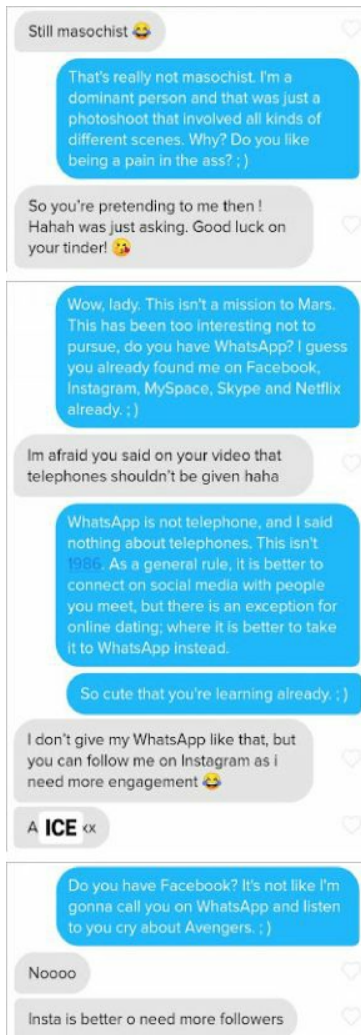 Still masochist 😂
That's really not masochist. I'm a
dominant person and that was just a
photoshoot that involved all kinds of
different scenes. Why? Do you like
being a pain in the ass? ; )
So you're pretending to me then !
Hahah was just asking. Good luck on
your tinder! 😘
Wow, lady. This isn't a mission to Mars.
This has been too interesting not to
pursue, do you have WhatsApp? I guess
you already found me on Facebook,
Instagram, MySpace, Skype and Netflix
already. ; )
Im afraid you said on your video that
telephones shouldn't be given haha
WhatsApp is not telephone, and I said
nothing about telephones. This isn't
1986. As a general rule, it is better to
connect on social media with people
you meet, but there is an exception for
online dating; where it is better to take
it to WhatsApp instead.
So cute that you're learning already. ; )
I don't give my WhatsApp like that, but
you can follow me on Instagram as i
need more engagement 😂
A ICE xx
Do you have Facebook? It's not like I'm
gonna call you on WhatsApp and listen
to you cry about Avengers. ; )
Noooo
Insta is better o need more followers